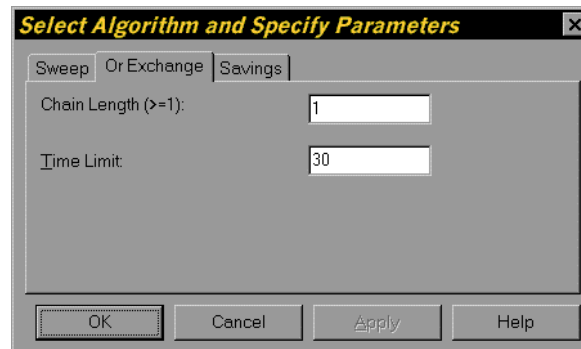 Select Algorithm and Specify Parameters
Sweep Or Exchange Savings
Chain Length (>=1): 1
Time Limit: 30
OK Cancel Apply Help